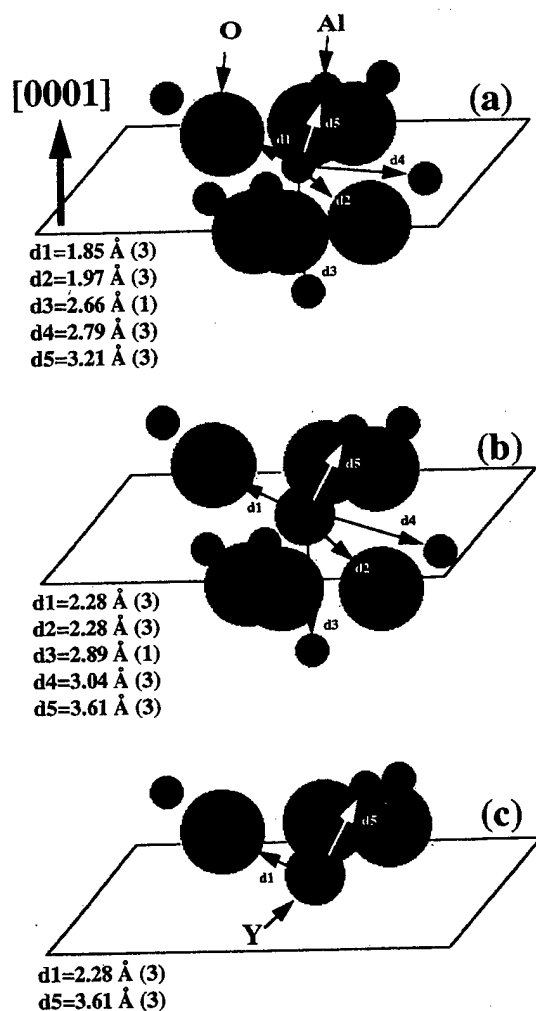 O
Al
[0001]
(a)
d1
d5
d4
d2
d3
d1=1.85 Å (3)
d2=1.97 Å (3)
d3=2.66 Å (1)
d4=2.79 Å (3)
d5=3.21 Å (3)
(b)
d5
d1
d4
d2
d3
d1=2.28 Å (3)
d2=2.28 Å (3)
d3=2.89 Å (1)
d4=3.04 Å (3)
d5=3.61 Å (3)
(c)
d5
d1
Y
d1=2.28 Å (3)
d5=3.61 Å (3)